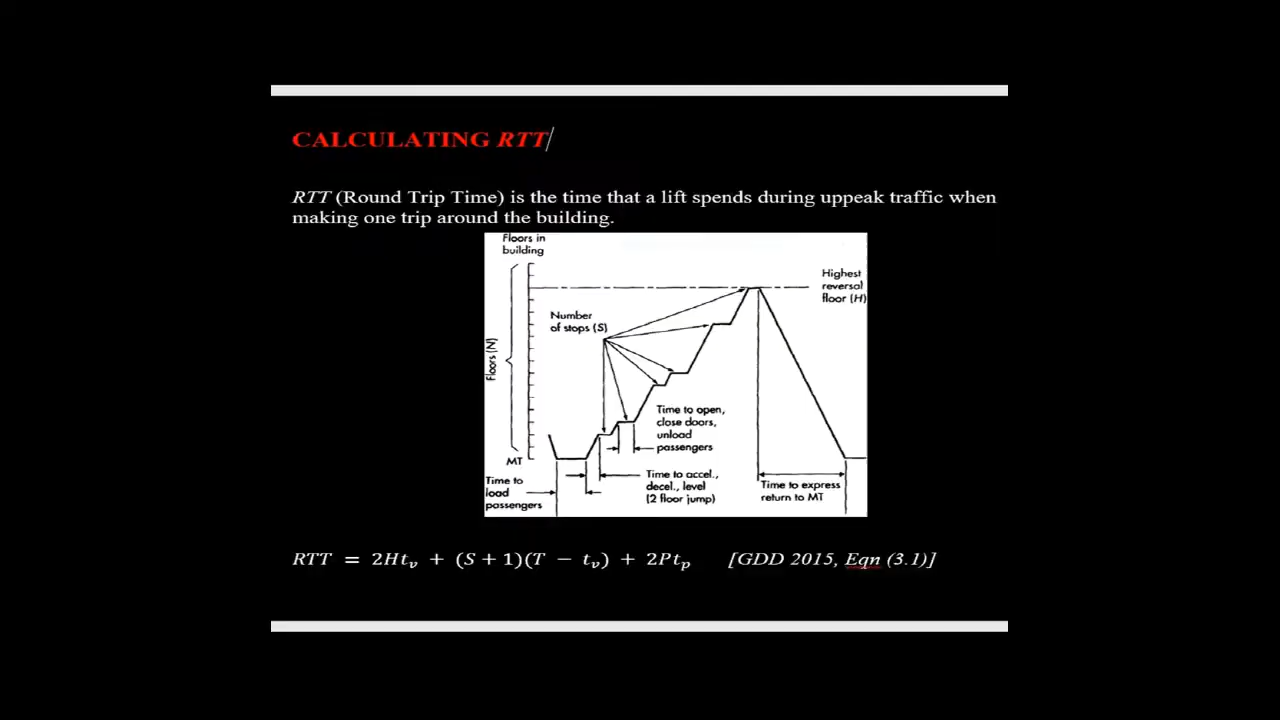 CALCULATING RTT/
RTT (Round Trip Time) is the time that a lift spends during uppeak traffic when
making one trip around the building.
Floors in
building
Highest
reversal
floor (H)
Number
of stops (S)
Floors (N)
Time to open,
close doors,
unload
passengers
MT
Time to
load
passengers
Time to accel.,
decel., level
(2 floor jump)
Time to express
return to MT
RTT = 2Htᵥ + (S + 1)(T − tᵥ) + 2Ptₚ [GDD 2015, Eqn (3.1)]